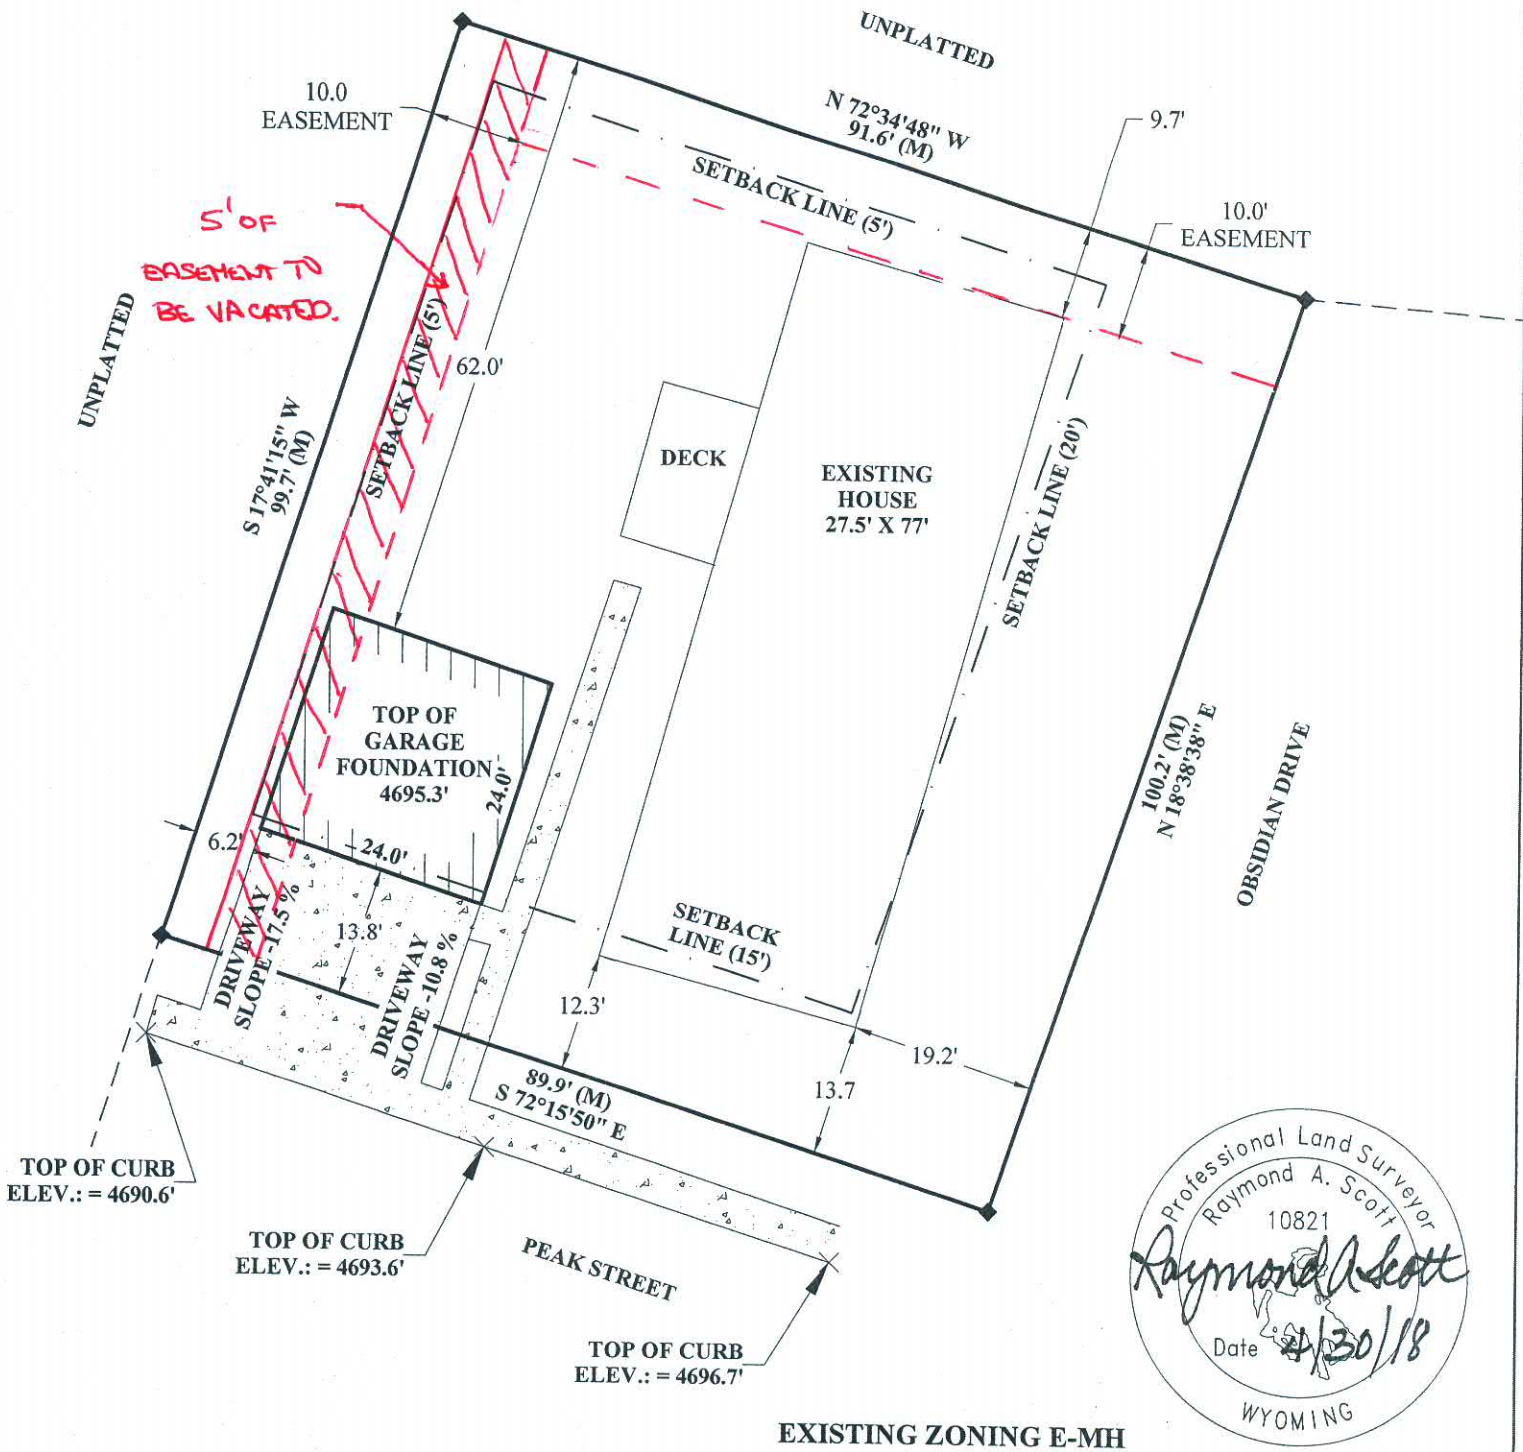 UNPLATTED
10.0
EASEMENT
N 72°34'48" W
91.6' (M)
9.7'
SETBACK LINE (5')
10.0'
EASEMENT
5' OF
EASEMENT TO
BE VACATED.
UNPLATTED
SETBACK LINE (5')
62.0'
S 17°41'15" W
99.7' (M)
DECK
EXISTING
HOUSE
27.5' X 77'
SETBACK LINE (20')
TOP OF
GARAGE
FOUNDATION
4695.3'
24.0'
24.0'
6.2'
100.2' (M)
N 18°38'38" E
OBSIDIAN DRIVE
DRIVEWAY
SLOPE -17.5 %
13.8'
DRIVEWAY
SLOPE -10.8 %
SETBACK
LINE (15')
12.3'
19.2'
13.7
89.9' (M)
S 72°15'50" E
TOP OF CURB
ELEV.: = 4690.6'
TOP OF CURB
ELEV.: = 4693.6'
PEAK STREET
TOP OF CURB
ELEV.: = 4696.7'
Professional Land Surveyor
Raymond A. Scott
10821
Raymond A Scott
Date 4/30/18
WYOMING
EXISTING ZONING E-MH